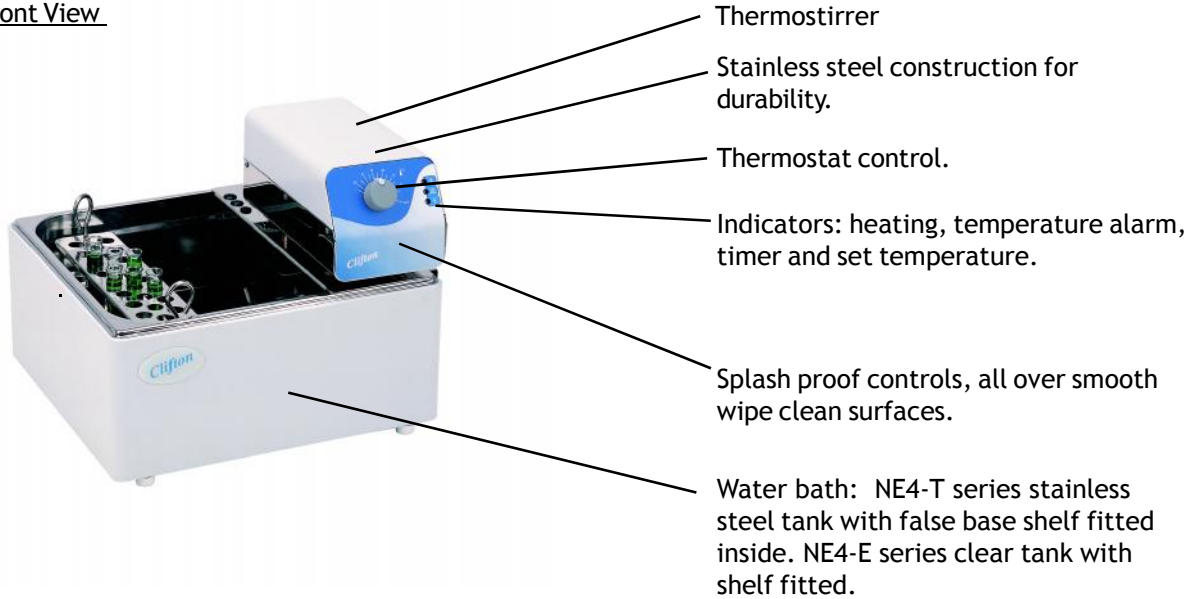 ont View
Thermostirrer
Stainless steel construction for
durability.
Thermostat control.
Indicators: heating, temperature alarm,
timer and set temperature.
Clifton
Clifton
Splash proof controls, all over smooth
wipe clean surfaces.
Water bath: NE4-T series stainless
steel tank with false base shelf fitted
inside. NE4-E series clear tank with
shelf fitted.